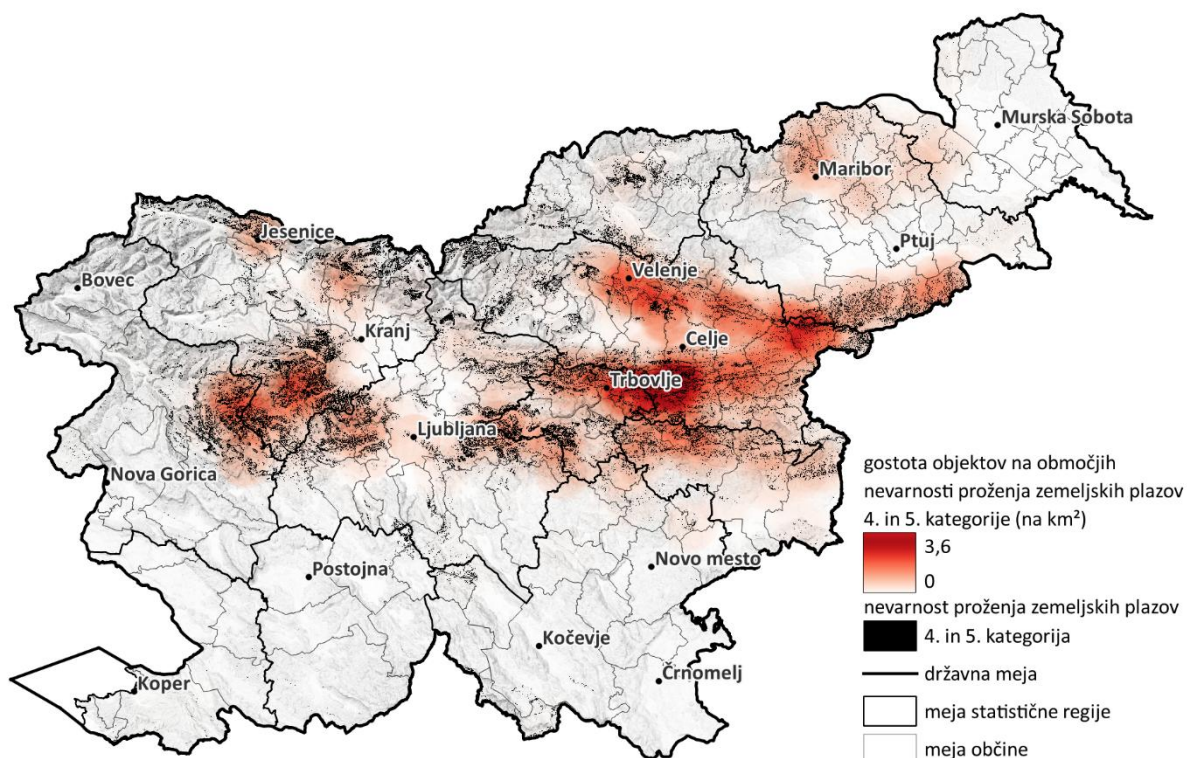 Murska Sobota
Maribor
Jesenice
Ptuj
Velenje
Bovec
Kranj
Celje
Trbovlje
Ljubljana
Nova Gorica
Novo mesto
Postojna
Kočevje
Črnomelj
Koper
gostota objektov na območjih
nevarnosti proženja zemeljskih plazov
4. in 5. kategorije (na km²)
3,6
0
nevarnost proženja zemeljskih plazov
4. in 5. kategorija
državna meja
meja statistične regije
meja občine